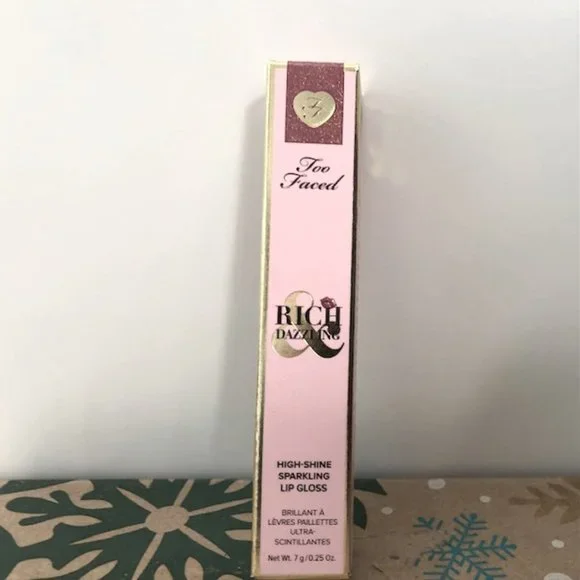 Too
Faced
RICH
&
DAZZLING
HIGH-SHINE
SPARKLING
LIP GLOSS
BRILLANT À
LÈVRES PAILLETTES
ULTRA-
SCINTILLANTES
Net Wt. 7 g/0.25 Oz.